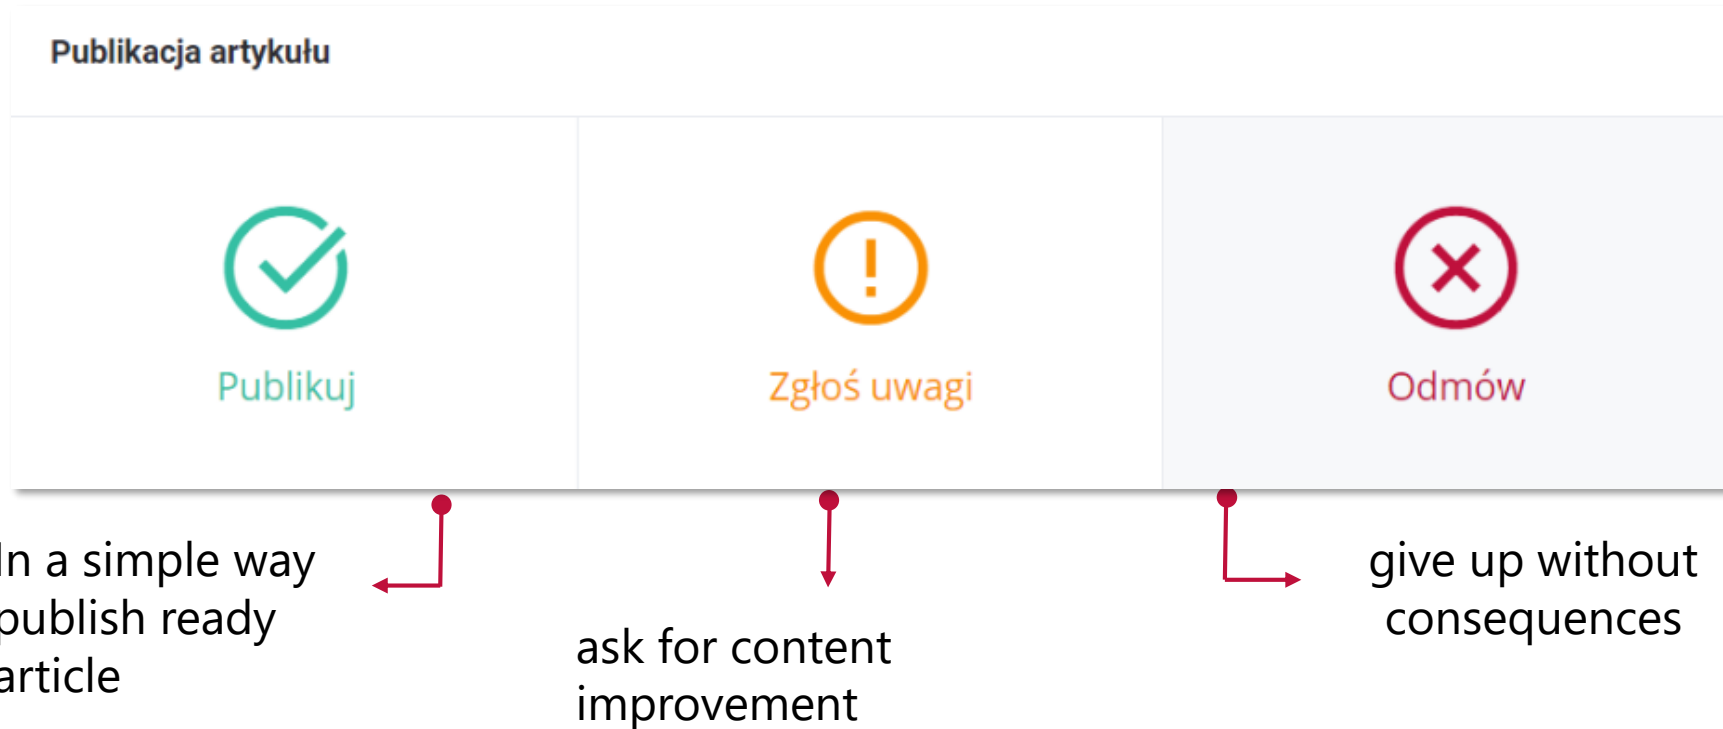 Publikacja artykułu
Publikuj
Zgłoś uwagi
Odmów
In a simple way
publish ready
article
ask for content
improvement
give up without
consequences